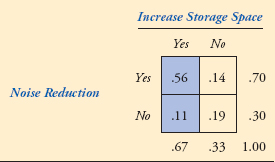 Increase Storage Space
Yes No
Yes .56 .14 .70
Noise Reduction
No .11 .19 .30
.67 .33 1.00